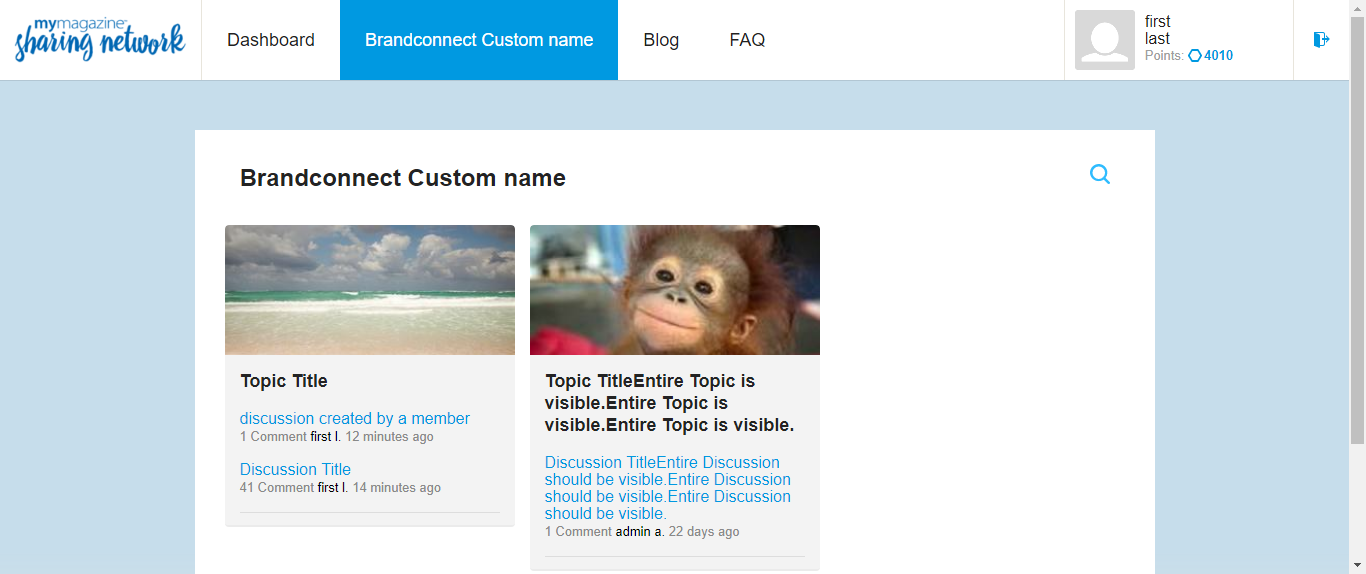 mymagazine
sharing network
Dashboard
Brandconnect Custom name
Blog
FAQ
first
last
Points: 4010
Brandconnect Custom name
Topic Title
discussion created by a member
1 Comment first l. 12 minutes ago
Discussion Title
41 Comment first l. 14 minutes ago
Topic TitleEntire Topic is
visible.Entire Topic is
visible.Entire Topic is visible.
Discussion TitleEntire Discussion
should be visible.Entire Discussion
should be visible.Entire Discussion
should be visible.
1 Comment admin a. 22 days ago